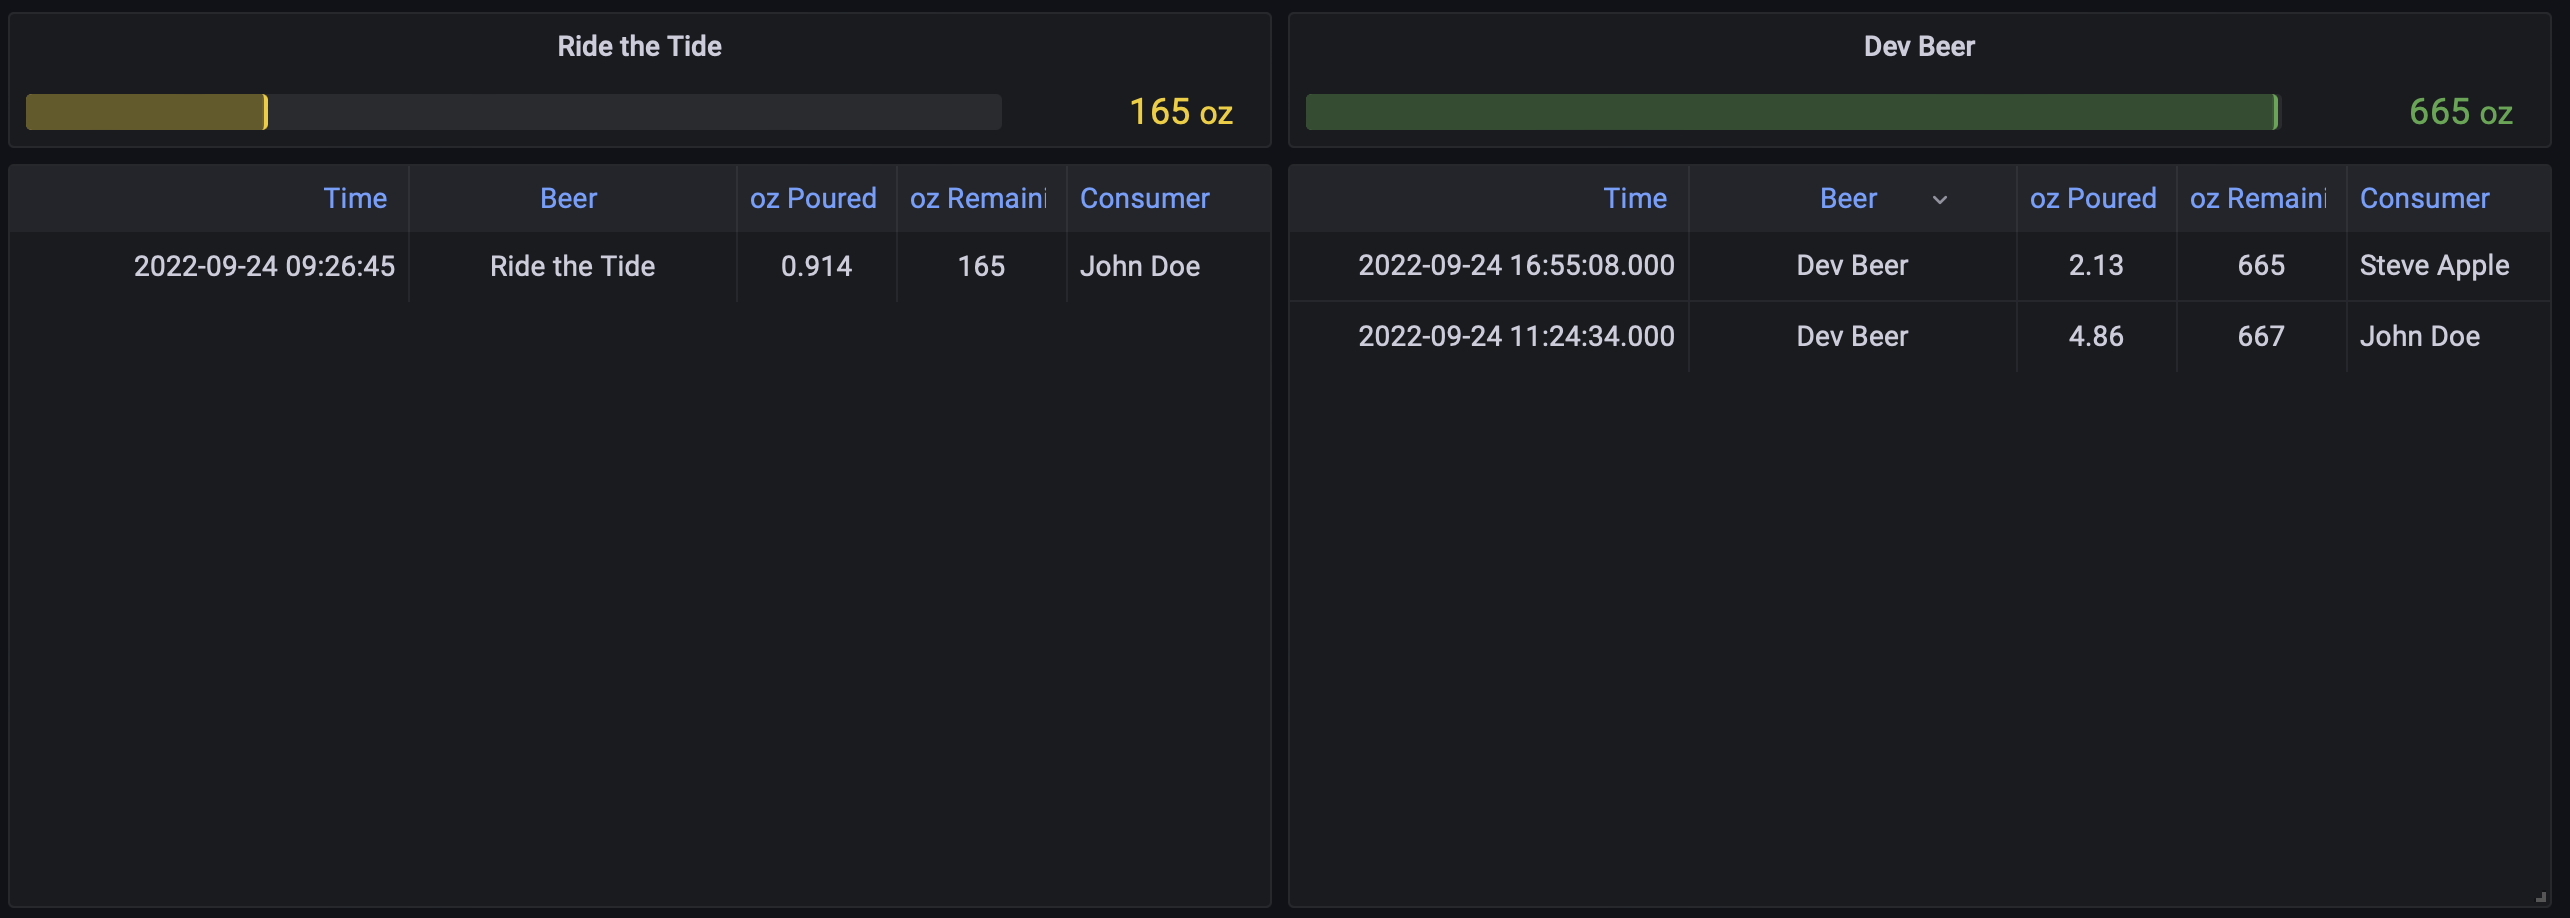 Ride the Tide
165 oz
Time Beer oz Poured oz Remaini Consumer
2022-09-24 09:26:45 Ride the Tide 0.914 165 John Doe
Dev Beer
665 oz
Time Beer oz Poured oz Remaini Consumer
2022-09-24 16:55:08.000 Dev Beer 2.13 665 Steve Apple
2022-09-24 11:24:34.000 Dev Beer 4.86 667 John Doe